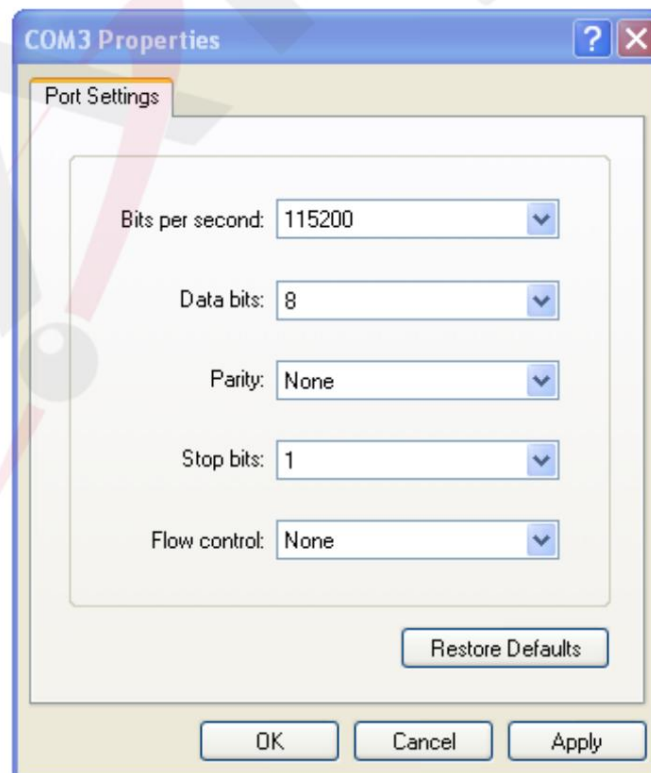 COM3 Properties
?
Port Settings
Bits per second: 115200
Data bits: 8
Parity: None
Stop bits: 1
Flow control: None
Restore Defaults
OK Cancel Apply